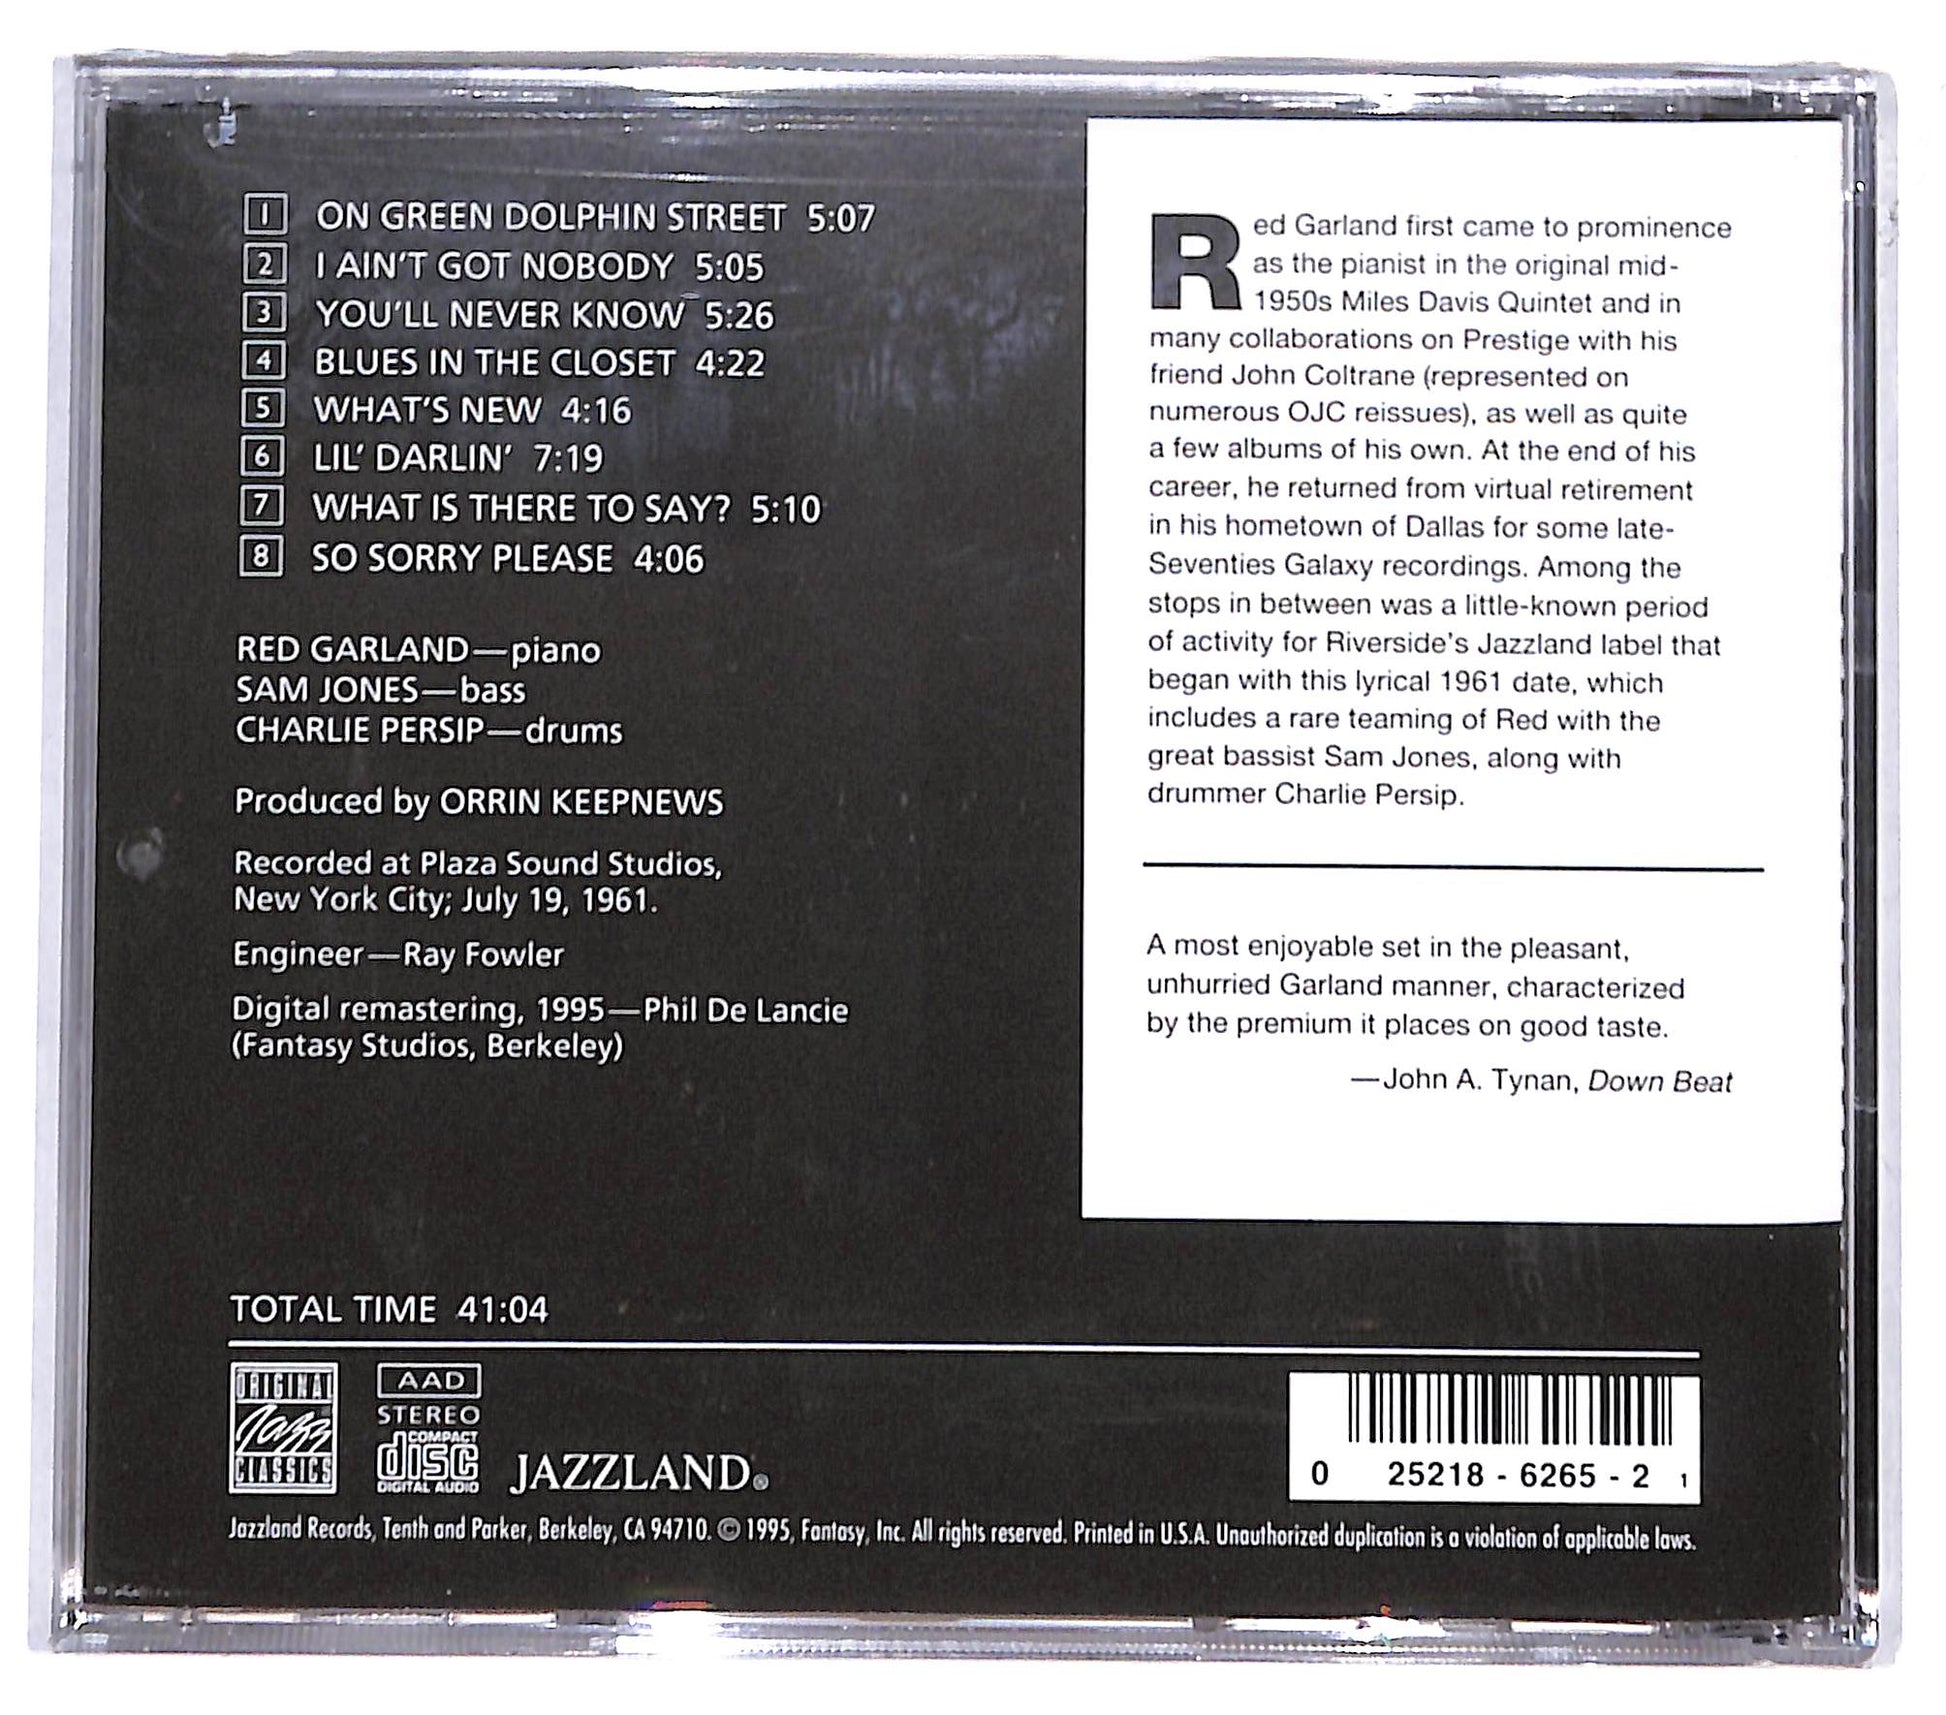 1 ON GREEN DOLPHIN STREET 5:07
2 I AIN'T GOT NOBODY 5:05
3 YOU'LL NEVER KNOW 5:26
4 BLUES IN THE CLOSET 4:22
5 WHAT'S NEW 4:16
6 LIL' DARLIN' 7:19
7 WHAT IS THERE TO SAY? 5:10
8 SO SORRY PLEASE 4:06
RED GARLAND—piano
SAM JONES—bass
CHARLIE PERSIP—drums
Produced by ORRIN KEEPNEWS
Recorded at Plaza Sound Studios,
New York City; July 19, 1961.
Engineer—Ray Fowler
Digital remastering, 1995—Phil De Lancie
(Fantasy Studios, Berkeley)
Red Garland first came to prominence
as the pianist in the original mid-
1950s Miles Davis Quintet and in
many collaborations on Prestige with his
friend John Coltrane (represented on
numerous OJC reissues), as well as quite
a few albums of his own. At the end of his
career, he returned from virtual retirement
in his hometown of Dallas for some late-
Seventies Galaxy recordings. Among the
stops in between was a little-known period
of activity for Riverside's Jazzland label that
began with this lyrical 1961 date, which
includes a rare teaming of Red with the
great bassist Sam Jones, along with
drummer Charlie Persip.
A most enjoyable set in the pleasant,
unhurried Garland manner, characterized
by the premium it places on good taste.
—John A. Tynan, Down Beat
TOTAL TIME 41:04
ORIGINAL
Jazz
CLASSICS
AAD
STEREO
COMPACT
disc
DIGITAL AUDIO
JAZZLAND®
0 25218 - 6265 - 2 1
Jazzland Records, Tenth and Parker, Berkeley, CA 94710. © 1995, Fantasy, Inc. All rights reserved. Printed in U.S.A. Unauthorized duplication is a violation of applicable laws.